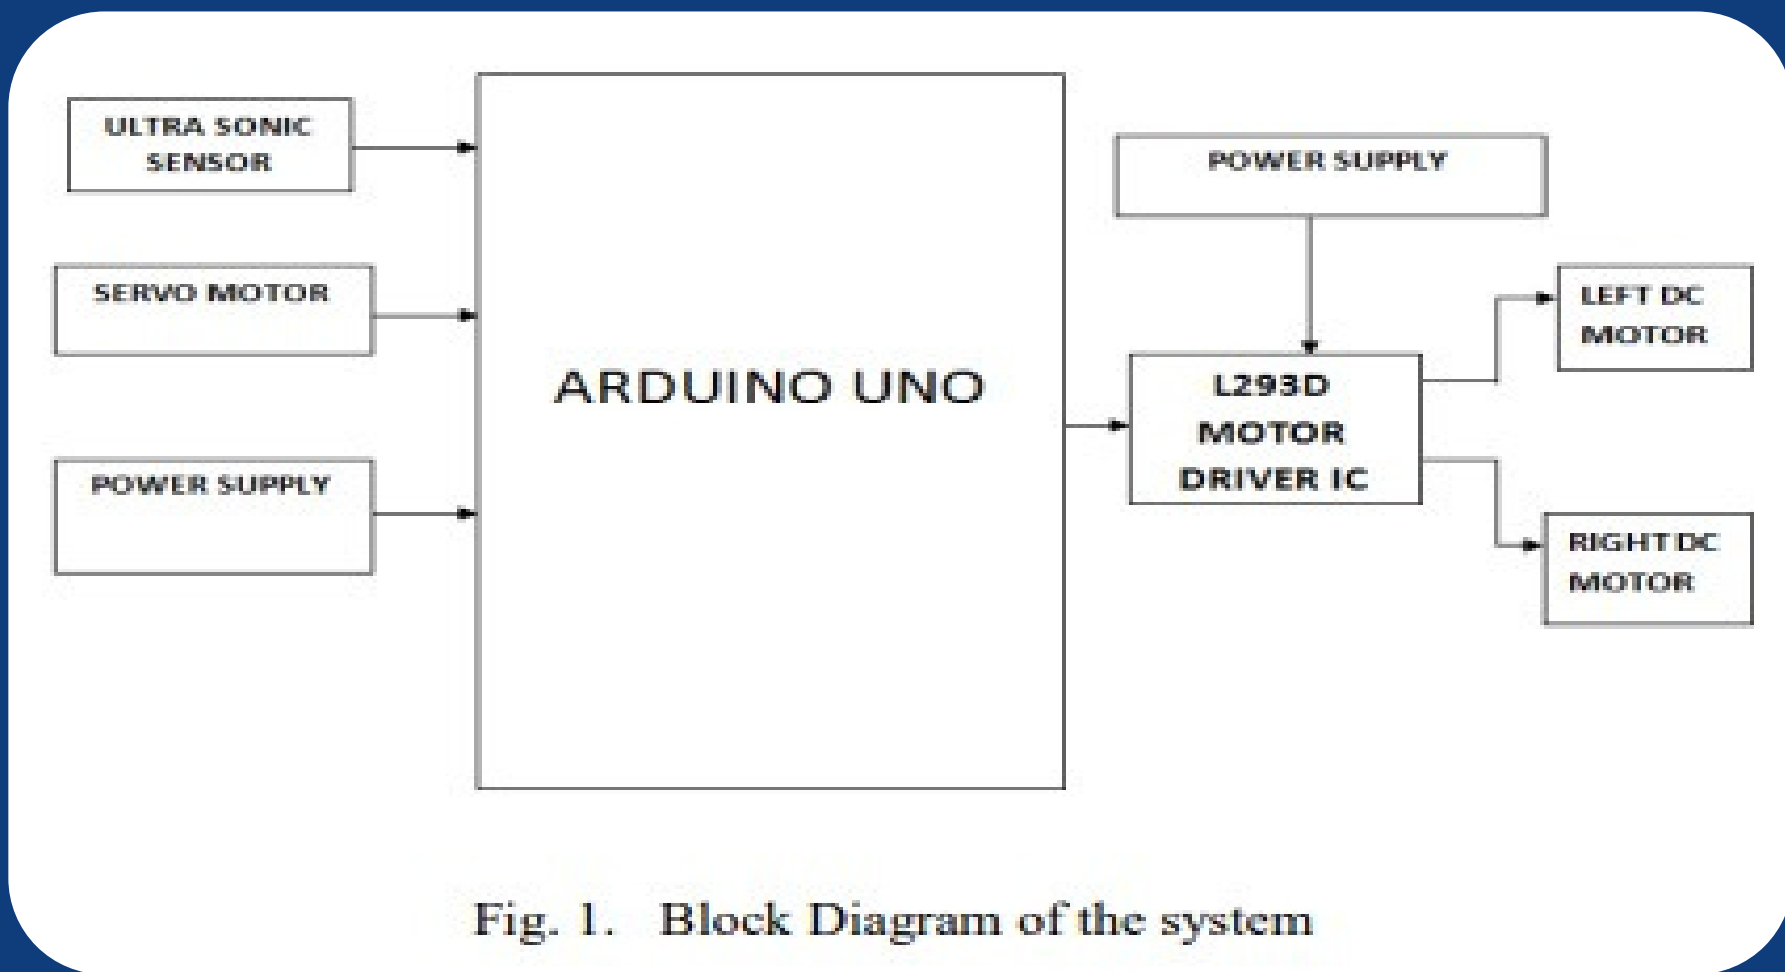 ULTRA SONIC
SENSOR
SERVO MOTOR
POWER SUPPLY
ARDUINO UNO
POWER SUPPLY
L293D
MOTOR
DRIVER IC
LEFT DC
MOTOR
RIGHT DC
MOTOR
Fig. 1. Block Diagram of the system